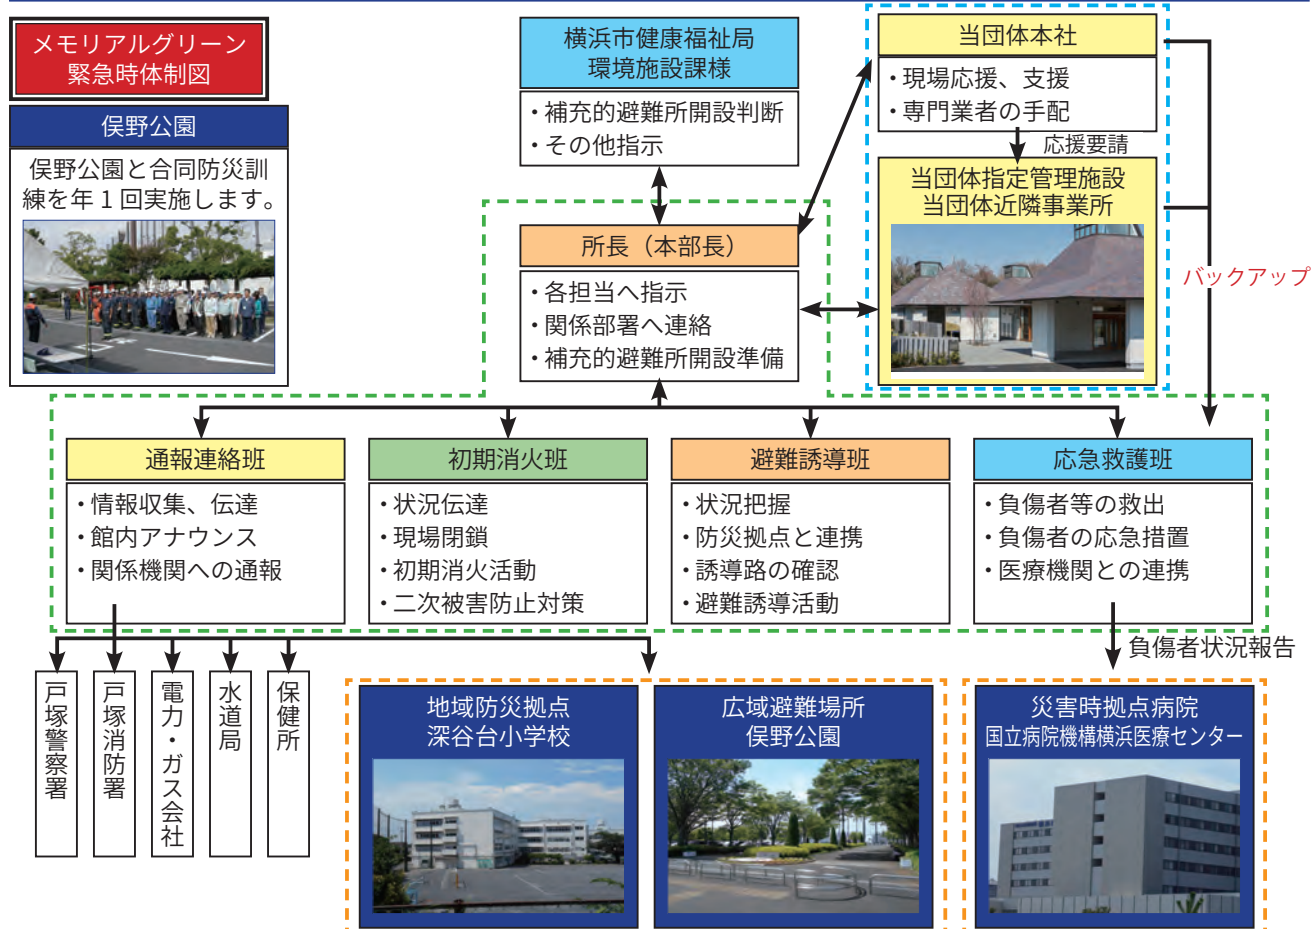 メモリアルグリーン
緊急時体制図
俣野公園
俣野公園と合同防災訓
練を年1回実施します。
横浜市健康福祉局
環境施設課様
・補充的避難所開設判断
・その他指示
当団体本社
・現場応援、支援
・専門業者の手配
応援要請
当団体指定管理施設
当団体近隣事業所
バックアップ
所長（本部長）
・各担当へ指示
・関係部署へ連絡
・補充的避難所開設準備
通報連絡班
・情報収集、伝達
・館内アナウンス
・関係機関への通報
初期消火班
・状況伝達
・現場閉鎖
・初期消火活動
・二次被害防止対策
避難誘導班
・状況把握
・防災拠点と連携
・誘導路の確認
・避難誘導活動
応急救護班
・負傷者等の救出
・負傷者の応急措置
・医療機関との連携
負傷者状況報告
戸塚警察署
戸塚消防署
電力・ガス会社
水道局
保健所
地域防災拠点
深谷台小学校
広域避難場所
俣野公園
災害時拠点病院
国立病院機構横浜医療センター